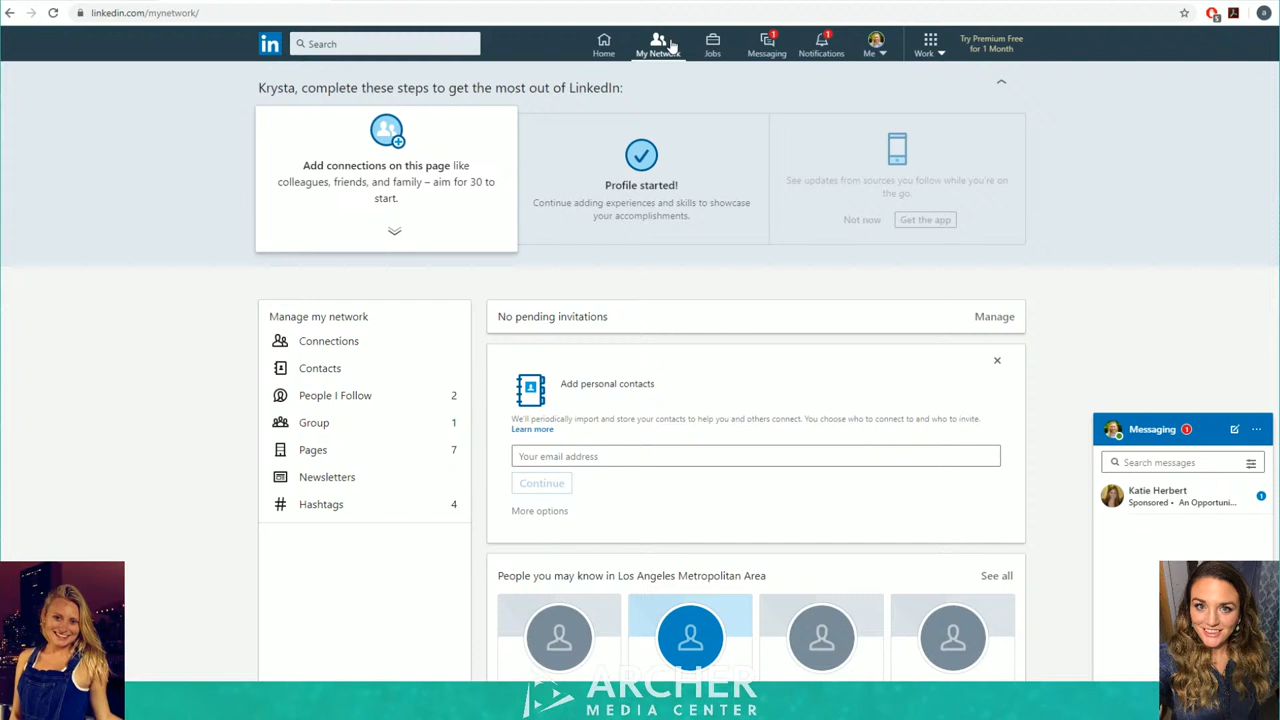 linkedin.com/mynetwork/
5
a
in
Search
Home
My Network
Jobs
1
Messaging
1
Notifications
Me
Work
Try Premium Free
for 1 Month
Krysta, complete these steps to get the most out of LinkedIn:
Add connections on this page like
colleagues, friends, and family – aim for 30 to
start.
Profile started!
Continue adding experiences and skills to showcase
your accomplishments.
See updates from sources you follow while you're on
the go.
Not now
Get the app
Manage my network
Connections
Contacts
People I Follow 2
Group 1
Pages 7
Newsletters
# Hashtags 4
No pending invitations
Manage
Add personal contacts
We'll periodically import and store your contacts to help you and others connect. You choose who to connect to and who to invite.
Learn more
Your email address
Continue
More options
People you may know in Los Angeles Metropolitan Area
See all
Messaging 1
Search messages
Katie Herbert
Sponsored • An Opportuni...
1
ARCHER
MEDIA CENTER